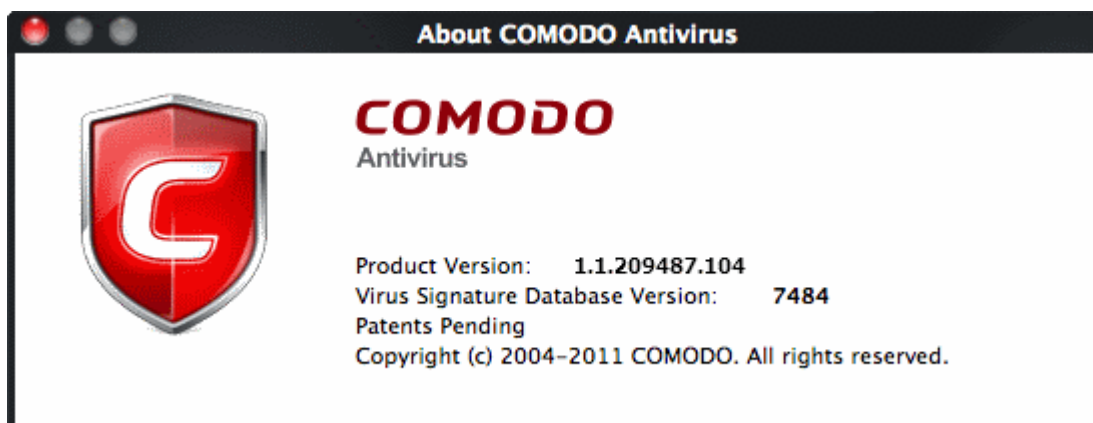 About COMODO Antivirus
COMODO
Antivirus
Product Version: 1.1.209487.104
Virus Signature Database Version: 7484
Patents Pending
Copyright (c) 2004-2011 COMODO. All rights reserved.